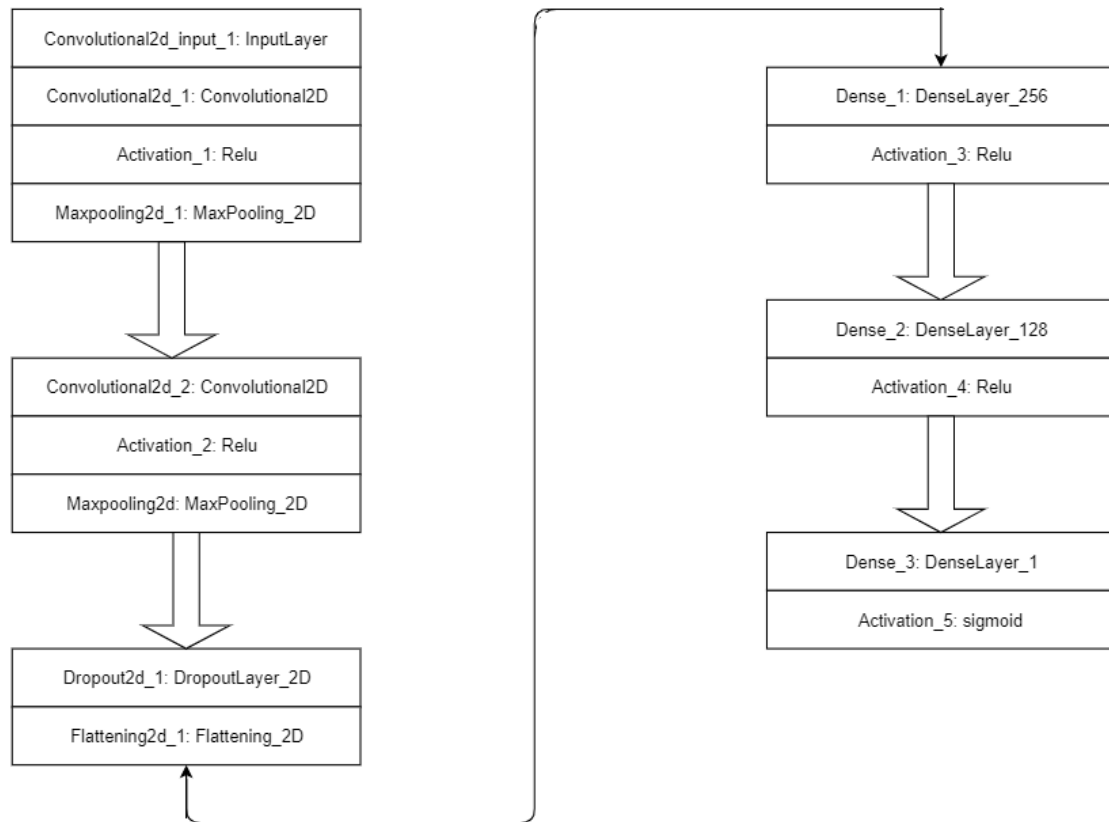 Convolutional2d_input_1: InputLayer
Convolutional2d_1: Convolutional2D
Activation_1: Relu
Maxpooling2d_1: MaxPooling_2D
Convolutional2d_2: Convolutional2D
Activation_2: Relu
Maxpooling2d: MaxPooling_2D
Dropout2d_1: DropoutLayer_2D
Flattening2d_1: Flattening_2D
Dense_1: DenseLayer_256
Activation_3: Relu
Dense_2: DenseLayer_128
Activation_4: Relu
Dense_3: DenseLayer_1
Activation_5: sigmoid